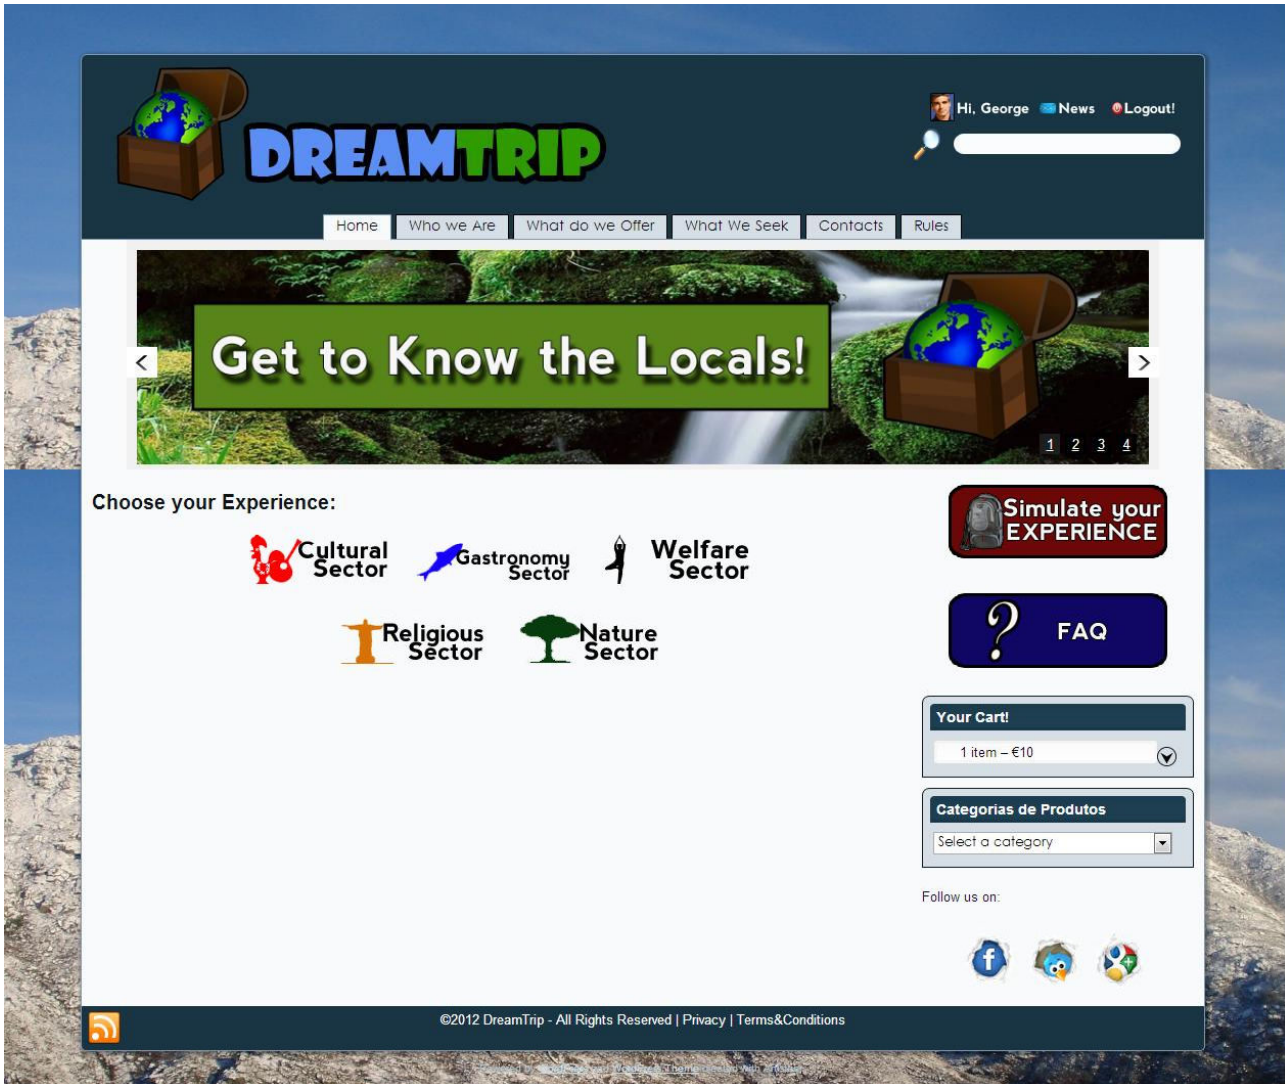 Hi, George News Logout!
DREAMTRIP
Home Who we Are What do we Offer What We Seek Contacts Rules
Get to Know the Locals!
< >
1 2 3 4
Choose your Experience:
Cultural
Sector
Gastronomy
Sector
Welfare
Sector
Religious
Sector
Nature
Sector
Simulate your
EXPERIENCE
? FAQ
Your Cart!
1 item – €10
Categorias de Produtos
Select a category
Follow us on:
©2012 DreamTrip - All Rights Reserved | Privacy | Terms&Conditions